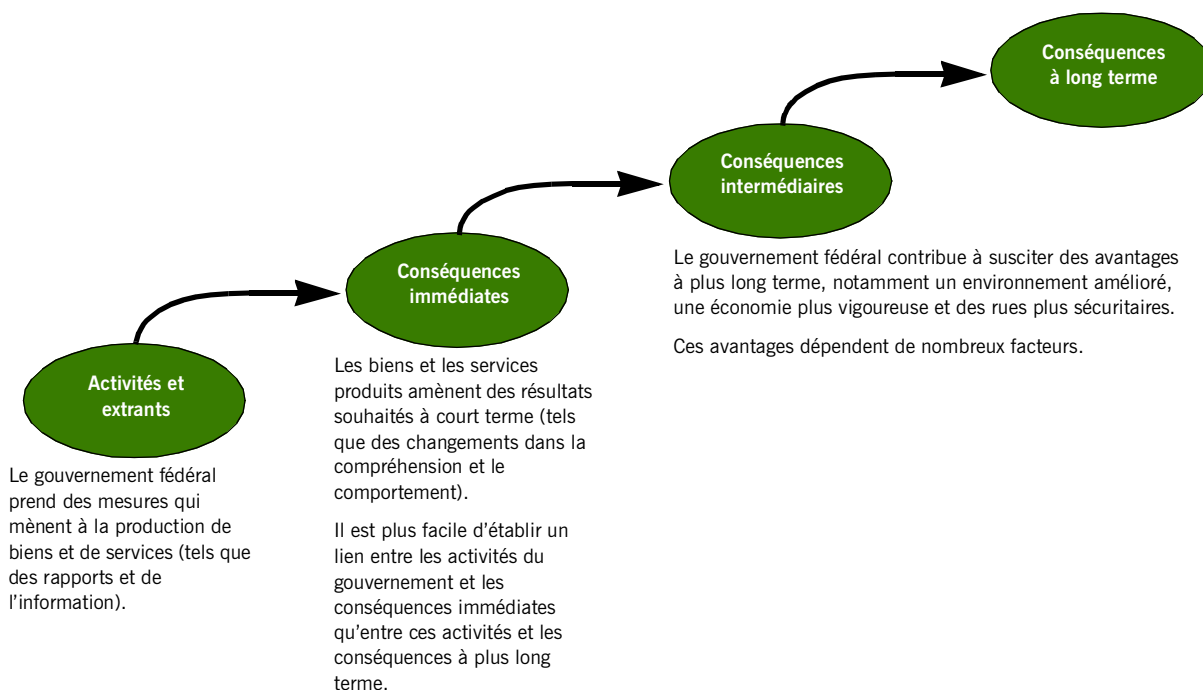 Conséquences
à long terme
Conséquences
intermédiaires
Le gouvernement fédéral contribue à susciter des avantages
à plus long terme, notamment un environnement amélioré,
une économie plus vigoureuse et des rues plus sécuritaires.
Ces avantages dépendent de nombreux facteurs.
Conséquences
immédiates
Les biens et les services
produits amènent des résultats
souhaités à court terme (tels
que des changements dans la
compréhension et le
comportement).
Il est plus facile d’établir un
lien entre les activités du
gouvernement et les
conséquences immédiates
qu’entre ces activités et les
conséquences à plus long
terme.
Activités et
extrants
Le gouvernement fédéral
prend des mesures qui
mènent à la production de
biens et de services (tels que
des rapports et de
l’information).